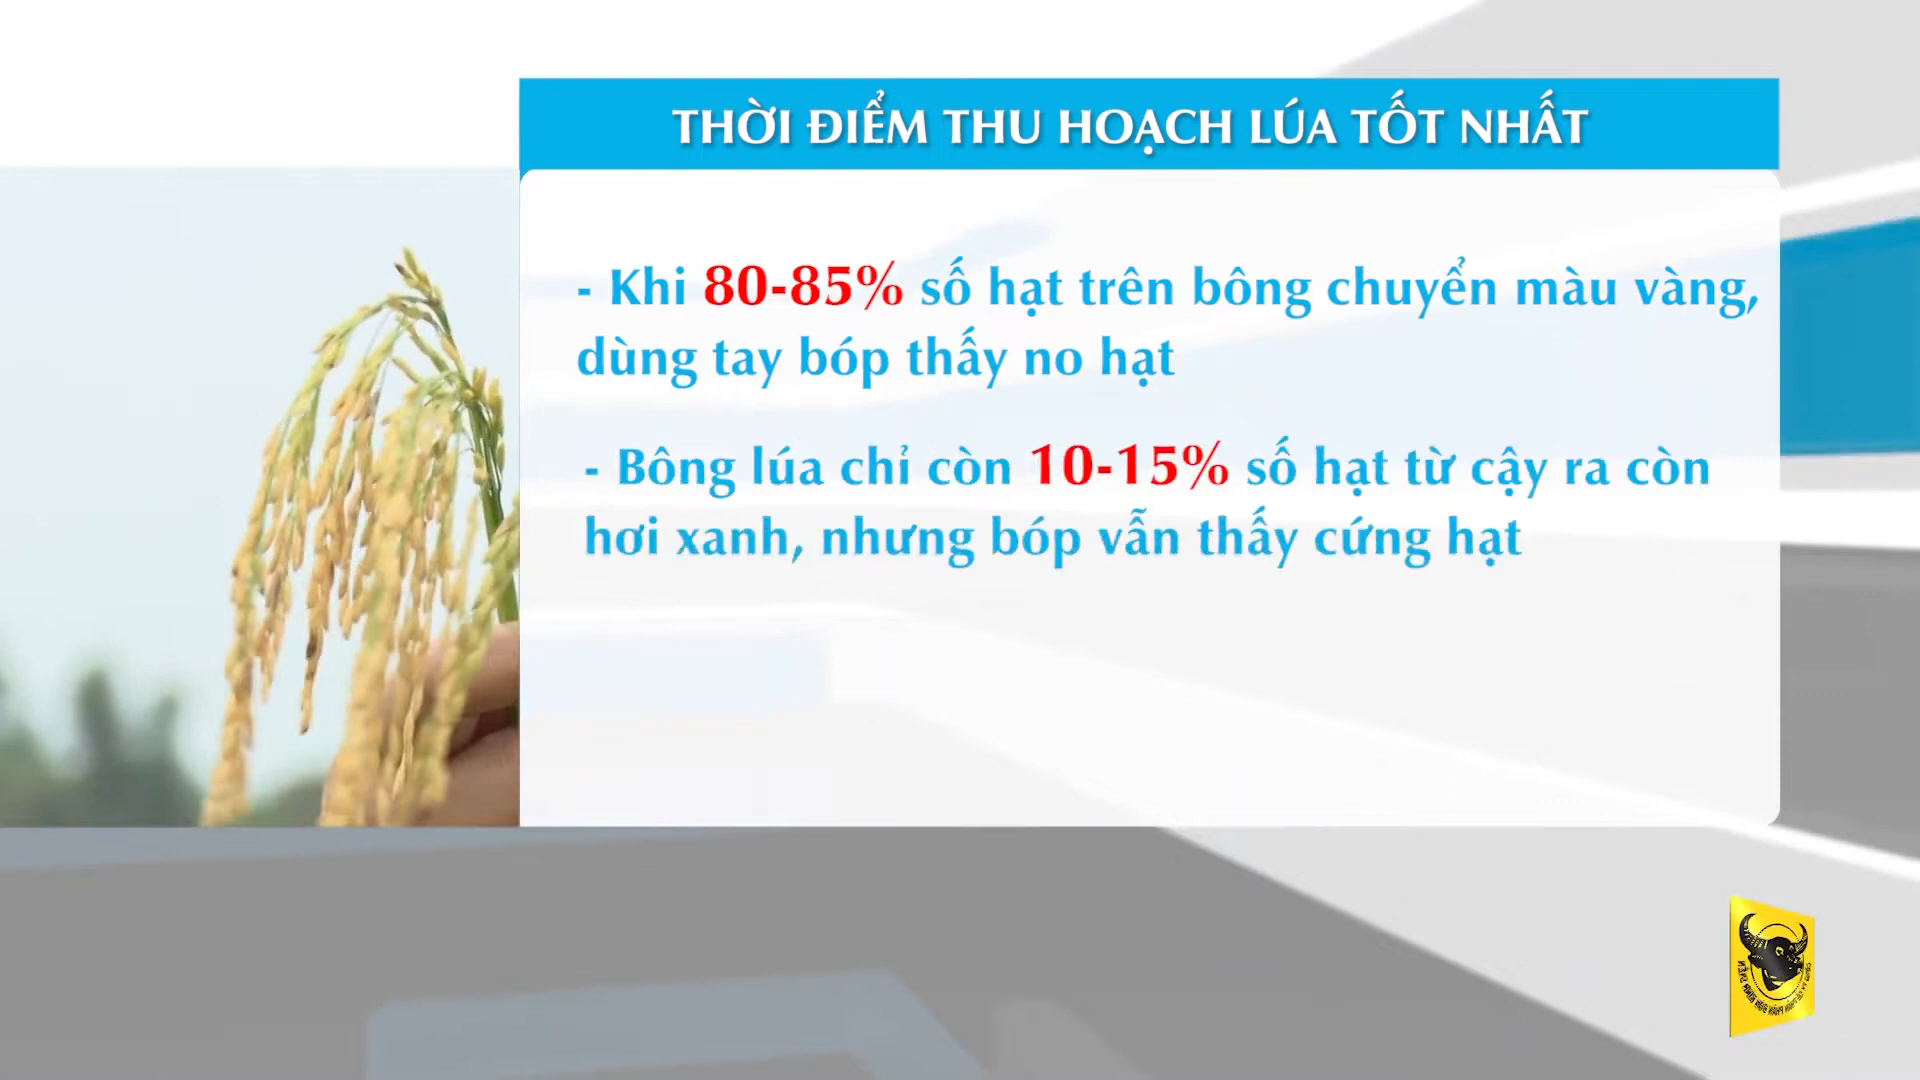 THỜI ĐIỂM THU HOẠCH LÚA TỐT NHẤT
- Khi 80-85% số hạt trên bông chuyển màu vàng,
dùng tay bóp thấy no hạt
- Bông lúa chỉ còn 10-15% số hạt từ cậy ra còn
hơi xanh, nhưng bóp vẫn thấy cứng hạt